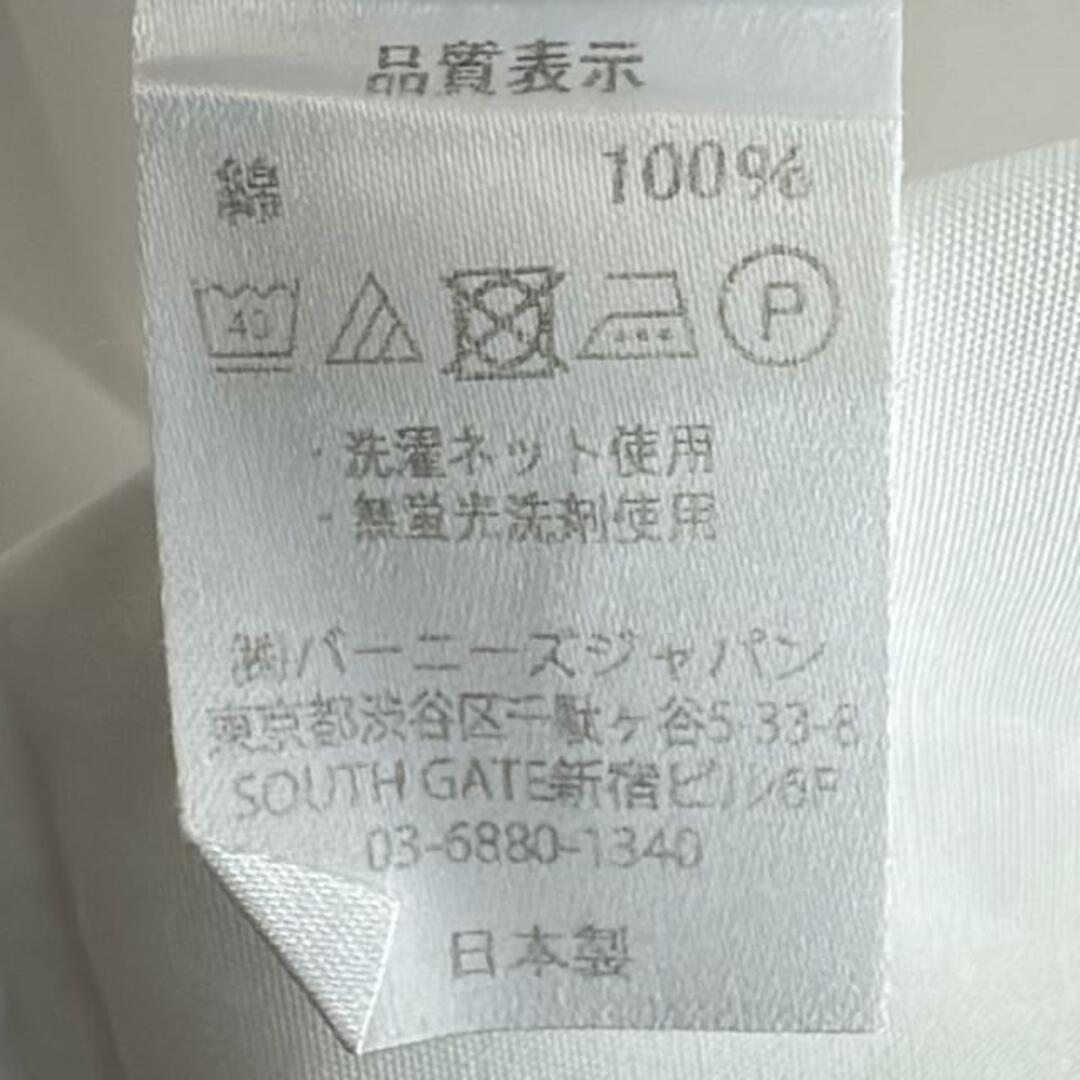 品質表示
綿 100%
40 P
・洗濯ネット使用
・無蛍光洗剤使用
㈱バーニーズジャパン
東京都渋谷区千駄ヶ谷5-33-8
SOUTH GATE新宿ビル8F
03-6880-1340
日本製